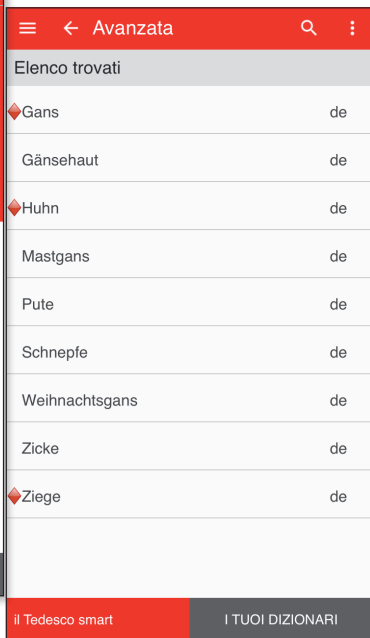 Avanzata
Elenco trovati
Gans de
Gänsehaut de
Huhn de
Mastgans de
Pute de
Schnepfe de
Weihnachtsgans de
Zicke de
Ziege de
il Tedesco smart I TUOI DIZIONARI